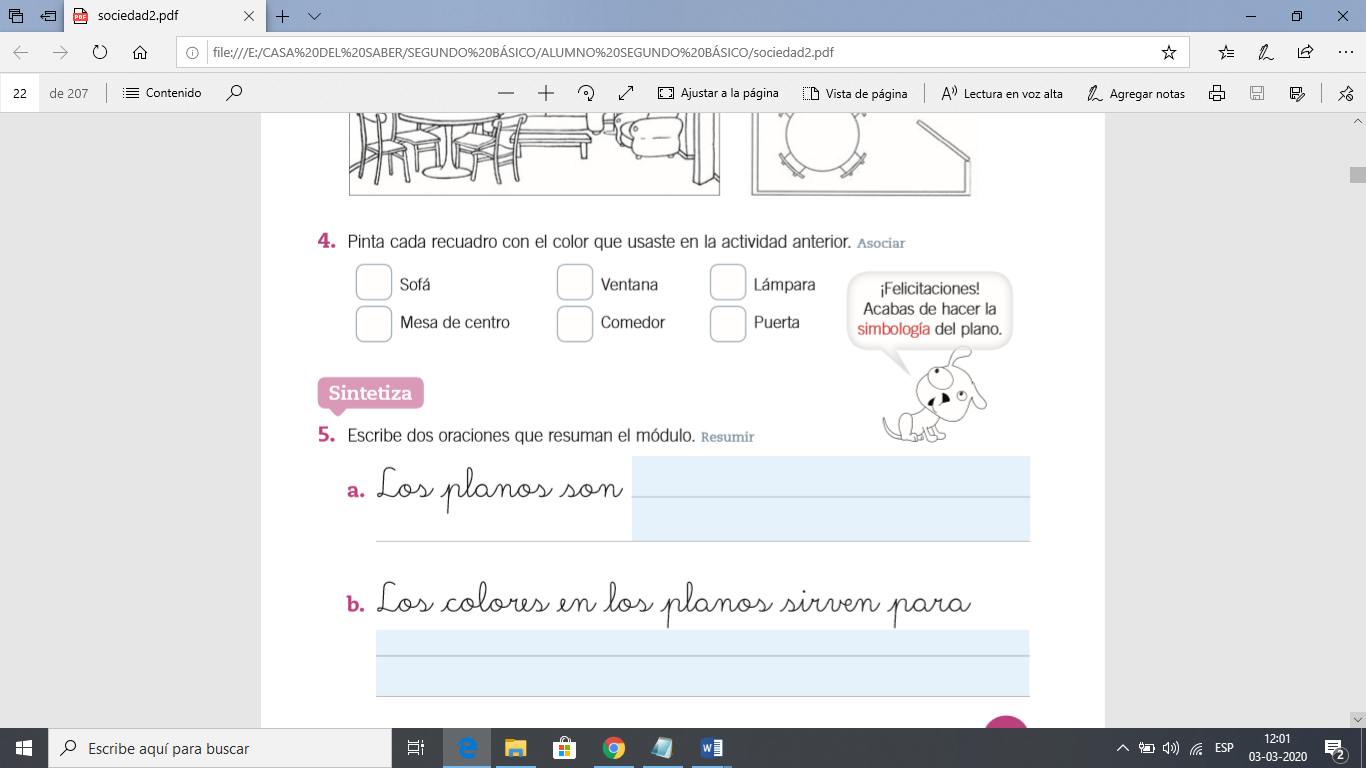 sociedad2.pdf
file:///E:/CASA%20DEL%20SABER/SEGUNDO%20BÁSICO/ALUMNO%20SEGUNDO%20BÁSICO/sociedad2.pdf
22 de 207 Contenido Ajustar a la página Vista de página Lectura en voz alta Agregar notas
4. Pinta cada recuadro con el color que usaste en la actividad anterior. Asociar
Sofá Ventana Lámpara
Mesa de centro Comedor Puerta
¡Felicitaciones!
Acabas de hacer la
simbología del plano.
Sintetiza
5. Escribe dos oraciones que resuman el módulo. Resumir
a. Los planos son
b. Los colores en los planos sirven para
Escribe aquí para buscar
ESP
12:01
03-03-2020
2